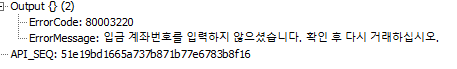 Output {} (2)
ErrorCode: 80003220
ErrorMessage: 입금 계좌번호를 입력하지 않으셨습니다. 확인 후 다시 거래하십시오.
API_SEQ: 51e19bd1665a737b871b77e6783b8f16